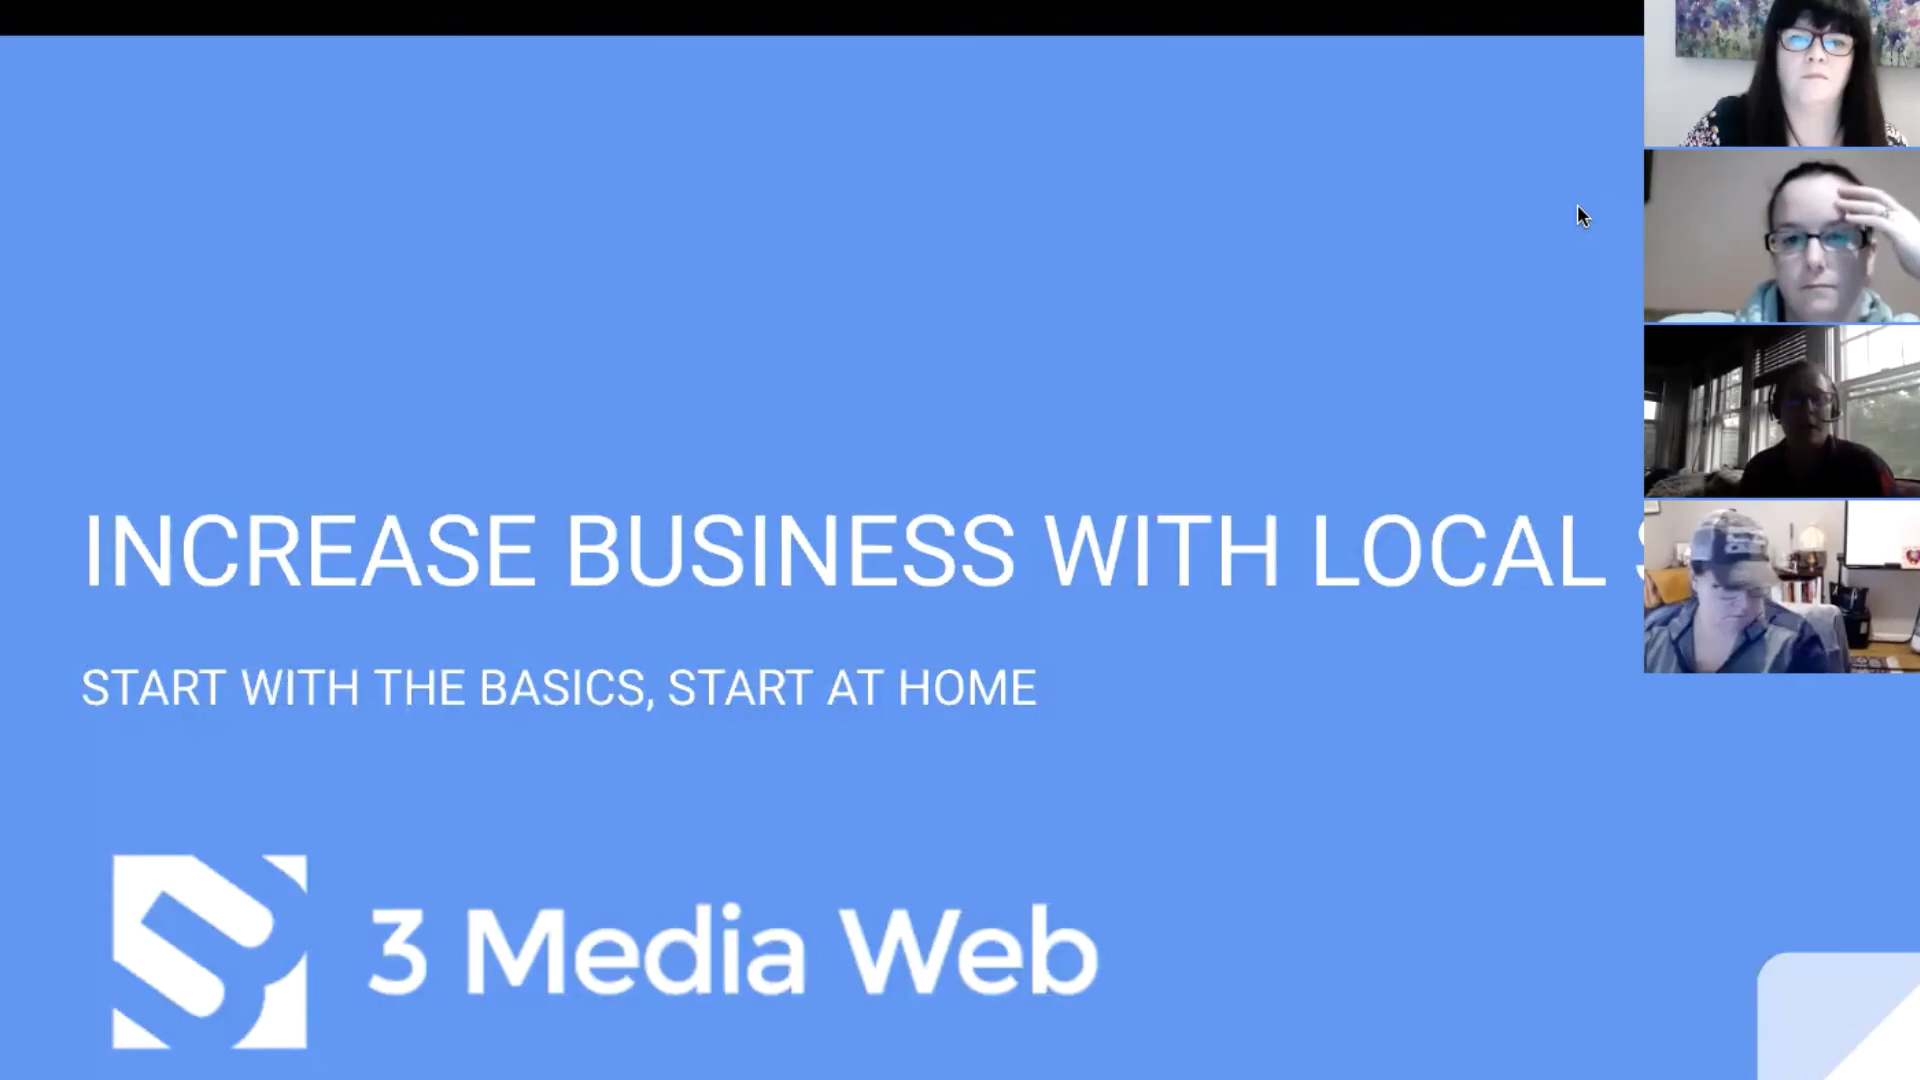 INCREASE BUSINESS WITH LOCAL
START WITH THE BASICS, START AT HOME
3 Media Web